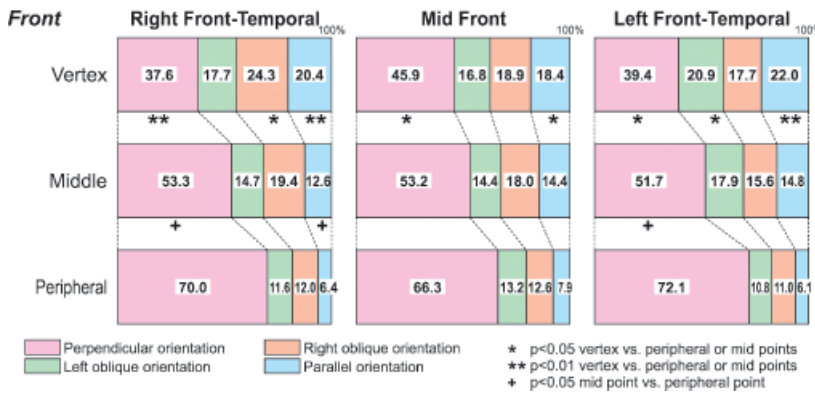 Front Right Front-Temporal Mid Front Left Front-Temporal
100% 100% 100%
Vertex 37.6 17.7 24.3 20.4 45.9 16.8 18.9 18.4 39.4 20.9 17.7 22.0
** * ** * * * * **
Middle 53.3 14.7 19.4 12.6 53.2 14.4 18.0 14.4 51.7 17.9 15.6 14.8
+ + +
Peripheral 70.0 11.6 12.0 6.4 66.3 13.2 12.6 7.9 72.1 10.8 11.0 6.1
Perpendicular orientation Right oblique orientation * p<0.05 vertex vs. peripheral or mid points
Left oblique orientation Parallel orientation ** p<0.01 vertex vs. peripheral or mid points
+ p<0.05 mid point vs. peripheral point